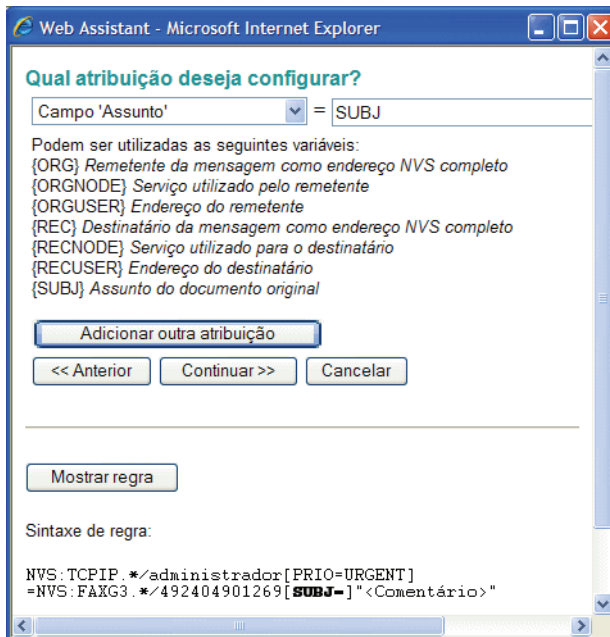 Web Assistant - Microsoft Internet Explorer
Qual atribuição deseja configurar?
Campo 'Assunto' = SUBJ
Podem ser utilizadas as seguintes variáveis:
{ORG} Remetente da mensagem como endereço NVS completo
{ORGNODE} Serviço utilizado pelo remetente
{ORGUSER} Endereço do remetente
{REC} Destinatário da mensagem como endereço NVS completo
{RECNODE} Serviço utilizado para o destinatário
{RECUSER} Endereço do destinatário
{SUBJ} Assunto do documento original
Adicionar outra atribuição
<< Anterior Continuar >> Cancelar
Mostrar regra
Sintaxe de regra:
NVS:TCPIP.*/administrador[PRIO=URGENT]
=NVS:FAXG3.*/492404901269[SUBJ=]"<Comentário>"